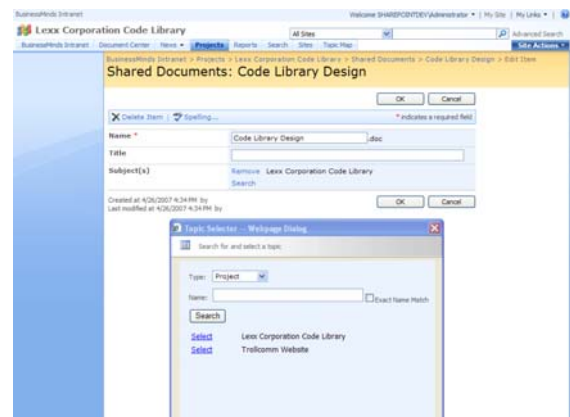 BusinessMinds Intranet Welcome SHAREPOINTDEV\Administrator My Site | My Links
Lexx Corporation Code Library All Sites Advanced Search
BusinessMinds Intranet Document Center News Projects Reports Search Sites Topic Map Site Actions
BusinessMinds Intranet > Projects > Lexx Corporation Code Library > Shared Documents > Code Library Design > Edit Item
Shared Documents: Code Library Design
OK Cancel
Delete Item | Spelling... * indicates a required field
Name * Code Library Design .doc
Title
Subject(s) Remove Lexx Corporation Code Library
Search
Created at 4/26/2007 4:34 PM by
Last modified at 4/26/2007 4:34 PM by
OK Cancel
Topic Selector -- Webpage Dialog
Search for and select a topic
Type: Project
Name: Exact Name Match
Search
Select Lexx Corporation Code Library
Select Trollcomm Website